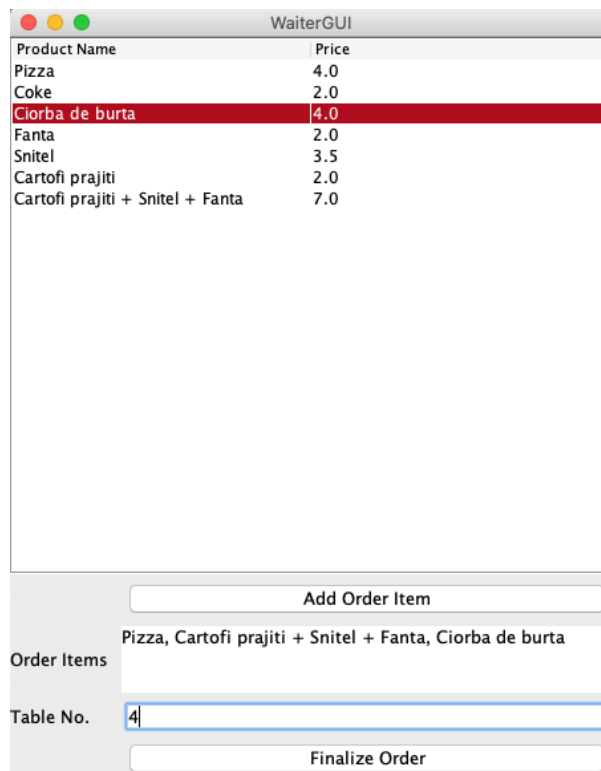 WaiterGUI
Product Name Price
Pizza 4.0
Coke 2.0
Ciorba de burta 4.0
Fanta 2.0
Snitel 3.5
Cartofi prajiti 2.0
Cartofi prajiti + Snitel + Fanta 7.0
Add Order Item
Order Items Pizza, Cartofi prajiti + Snitel + Fanta, Ciorba de burta
Table No. 4
Finalize Order